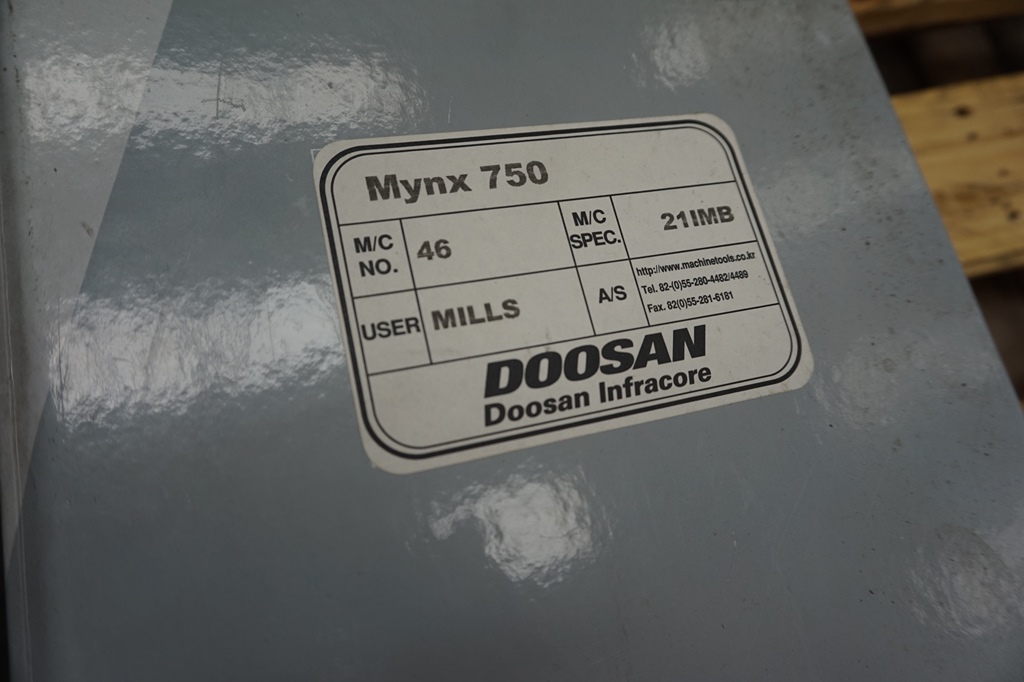 Mynx 750
M/C NO. 46 M/C SPEC. 21IMB
USER MILLS A/S
http://www.machinetools.co.kr
Tel. 82-(0)55-280-4482/4489
Fax. 82(0)55-281-6181
DOOSAN
Doosan Infracore